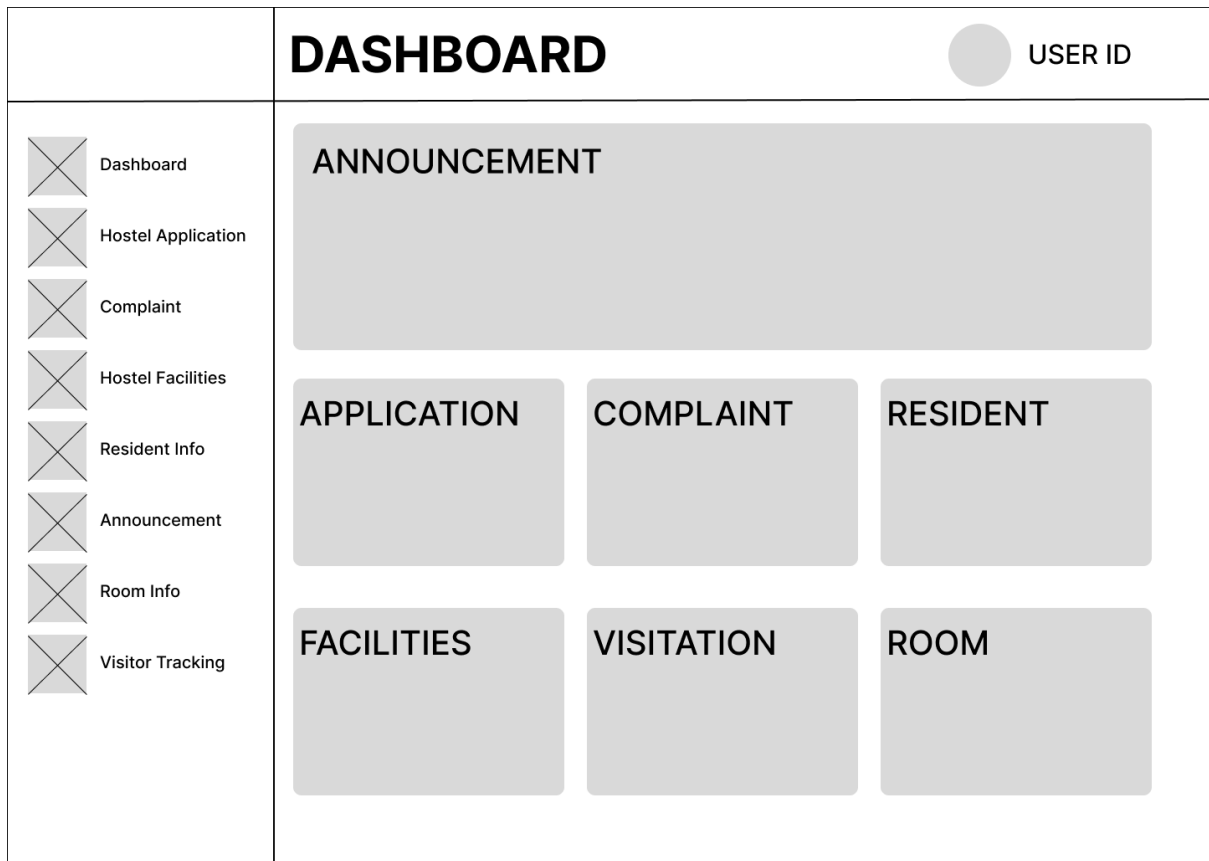 DASHBOARD
USER ID
Dashboard
Hostel Application
Complaint
Hostel Facilities
Resident Info
Announcement
Room Info
Visitor Tracking
ANNOUNCEMENT
APPLICATION
COMPLAINT
RESIDENT
FACILITIES
VISITATION
ROOM